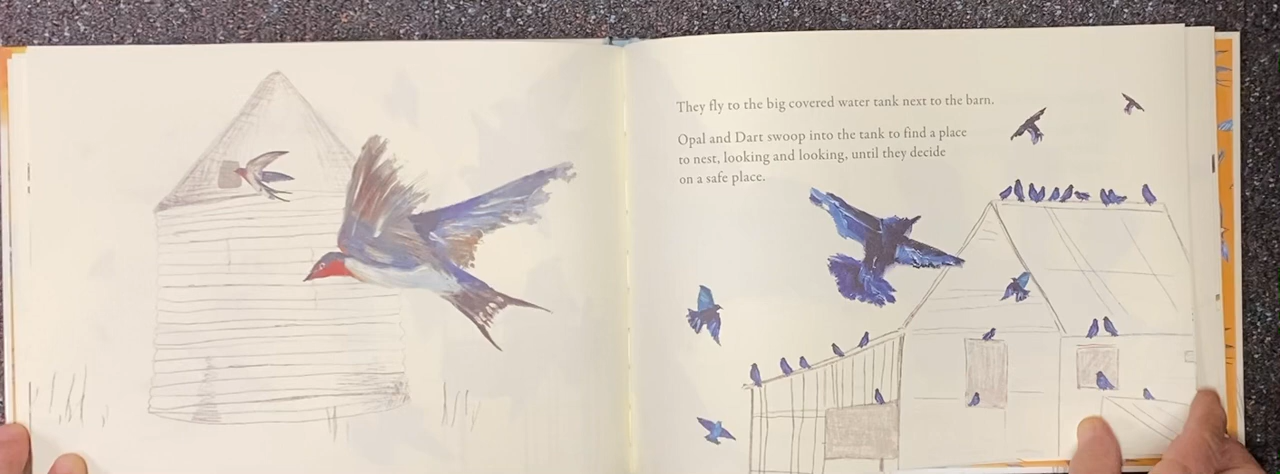 They fly to the big covered water tank next to the barn.
Opal and Dart swoop into the tank to find a place
to nest, looking and looking, until they decide
on a safe place.